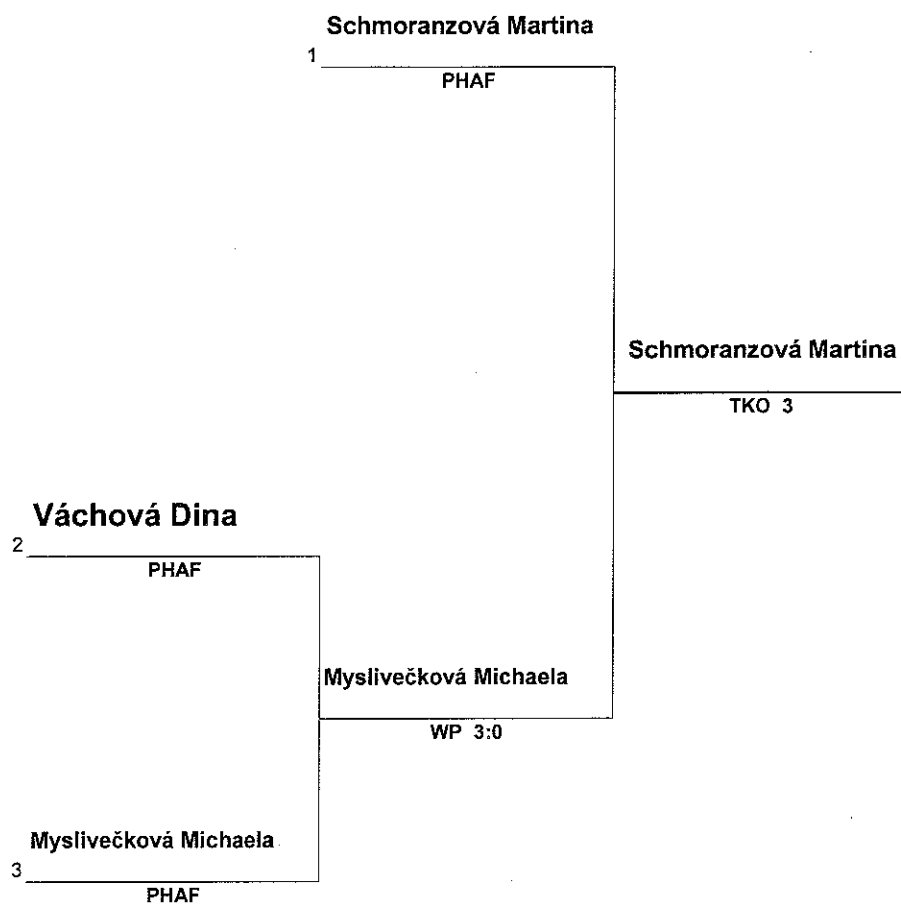 Schmoranzová Martina
1
PHAF
Schmoranzová Martina
TKO 3
Váchová Dina
2
PHAF
Myslivečková Michaela
WP 3:0
Myslivečková Michaela
3
PHAF